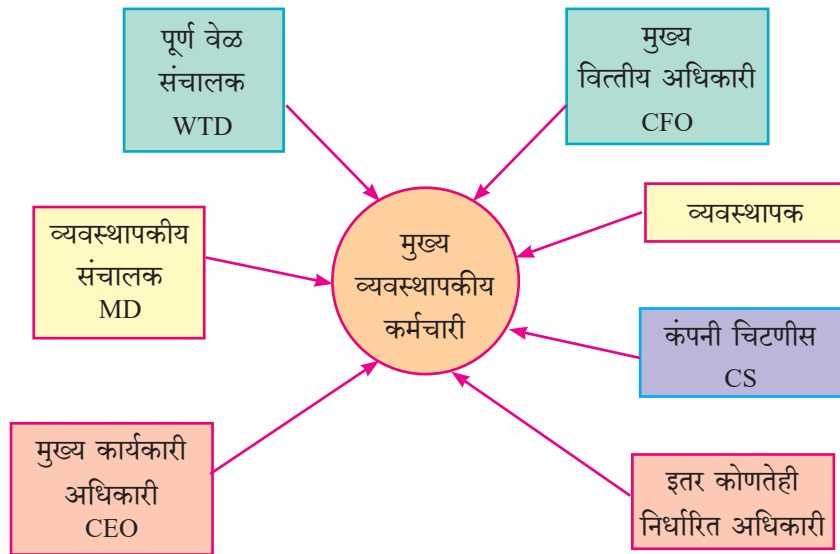 पूर्ण वेळ
संचालक
WTD
मुख्य
वित्तीय अधिकारी
CFO
व्यवस्थापकीय
संचालक
MD
मुख्य
व्यवस्थापकीय
कर्मचारी
व्यवस्थापक
कंपनी चिटणीस
CS
मुख्य कार्यकारी
अधिकारी
CEO
इतर कोणतेही
निर्धारित अधिकारी